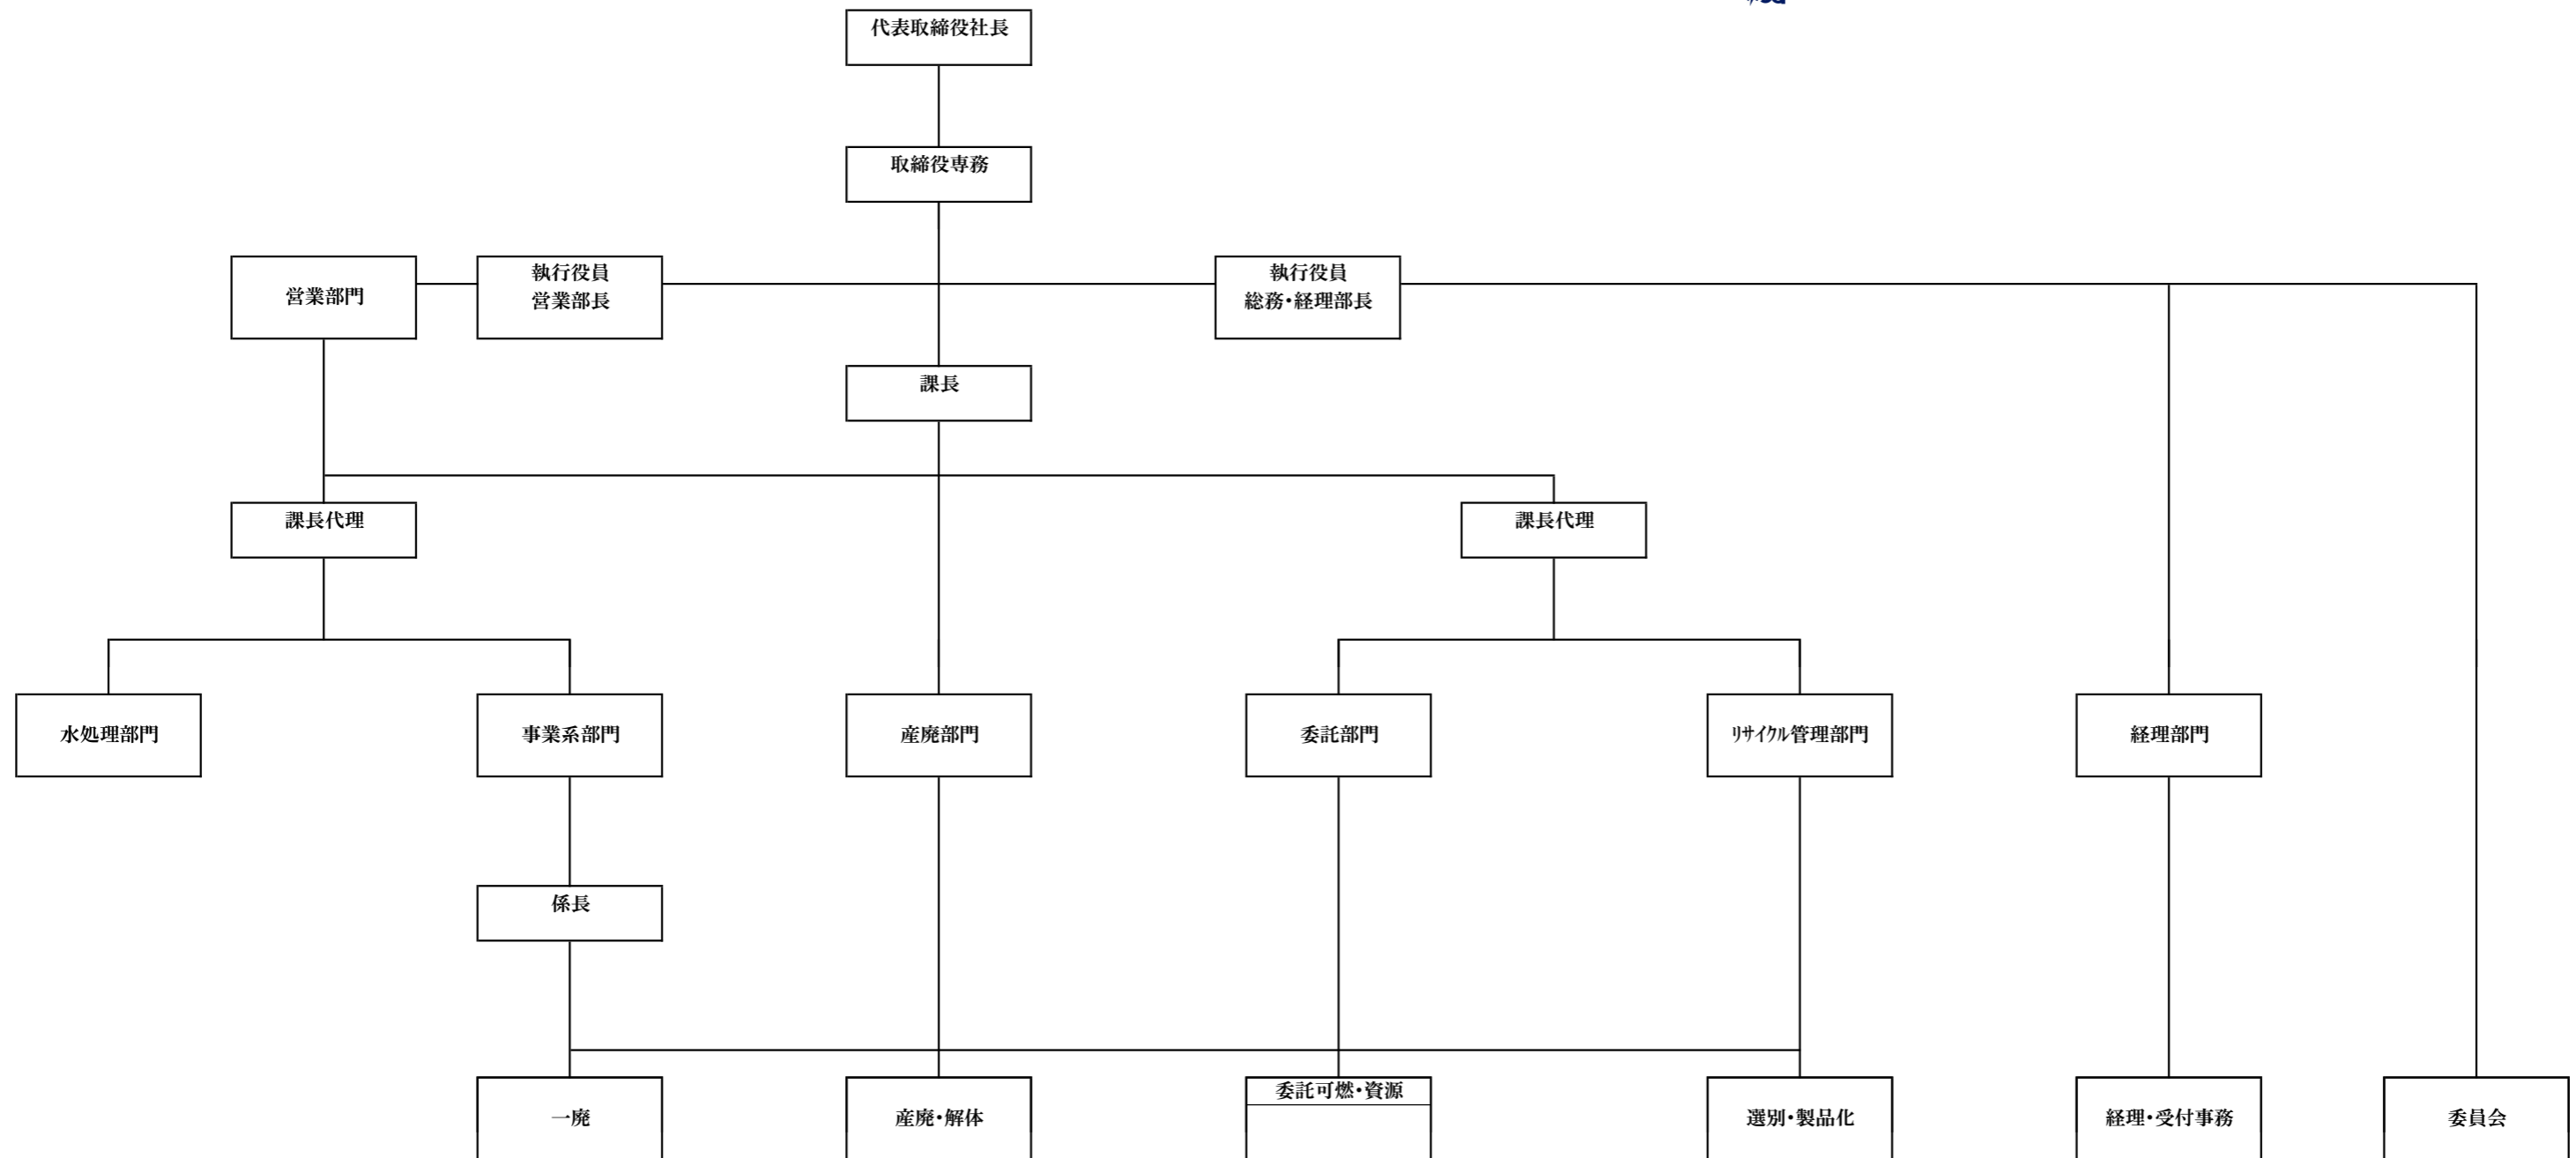 代表取締役社長
取締役専務
営業部門
執行役員
営業部長
執行役員
総務・経理部長
課長
課長代理
課長代理
水処理部門
事業系部門
産廃部門
委託部門
ﾘｻｲｸﾙ管理部門
経理部門
係長
一廃
産廃・解体
委託可燃・資源
選別・製品化
経理・受付事務
委員会